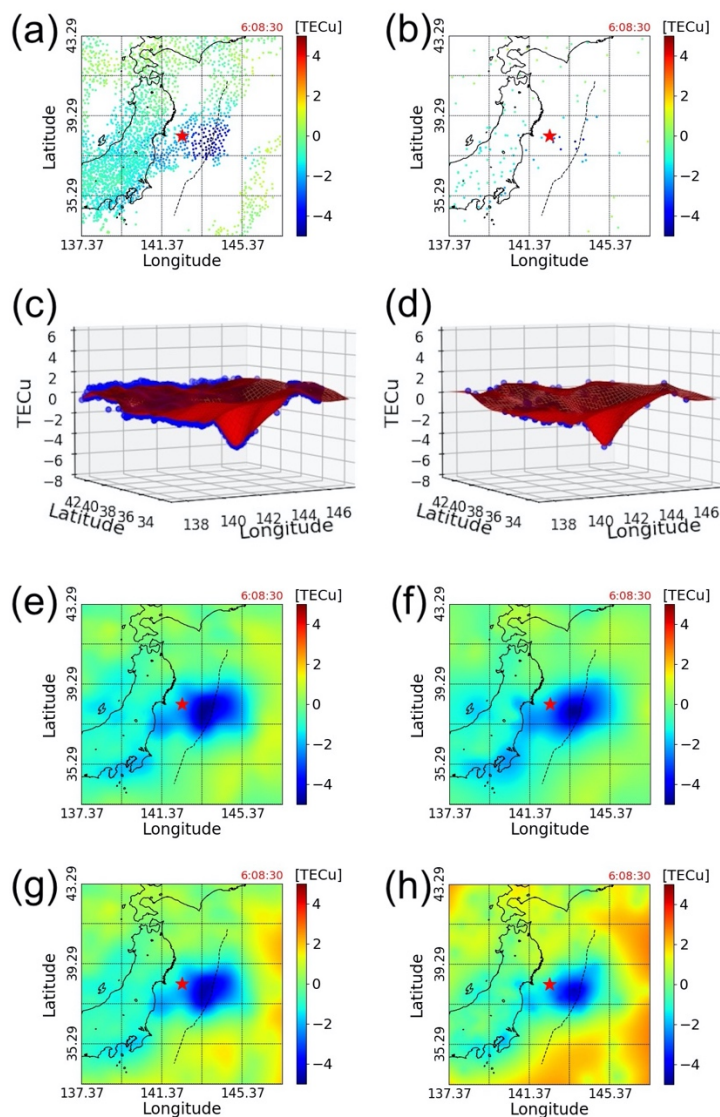 (a)
6:08:30 [TECu]
43.29
39.29
35.29
Latitude
137.37 141.37 145.37
Longitude
4
2
0
−2
−4
(b)
6:08:30 [TECu]
43.29
39.29
35.29
Latitude
137.37 141.37 145.37
Longitude
4
2
0
−2
−4
(c)
6
4
2
0
−2
−4
−6
−8
TECu
42 40 38 36 34
Latitude
138 140 142 144 146
Longitude
(d)
6
4
2
0
−2
−4
−6
−8
TECu
42 40 38 36 34
Latitude
138 140 142 144 146
Longitude
(e)
6:08:30 [TECu]
43.29
39.29
35.29
Latitude
137.37 141.37 145.37
Longitude
4
2
0
−2
−4
(f)
6:08:30 [TECu]
43.29
39.29
35.29
Latitude
137.37 141.37 145.37
Longitude
4
2
0
−2
−4
(g)
6:08:30 [TECu]
43.29
39.29
35.29
Latitude
137.37 141.37 145.37
Longitude
4
2
0
−2
−4
(h)
6:08:30 [TECu]
43.29
39.29
35.29
Latitude
137.37 141.37 145.37
Longitude
4
2
0
−2
−4